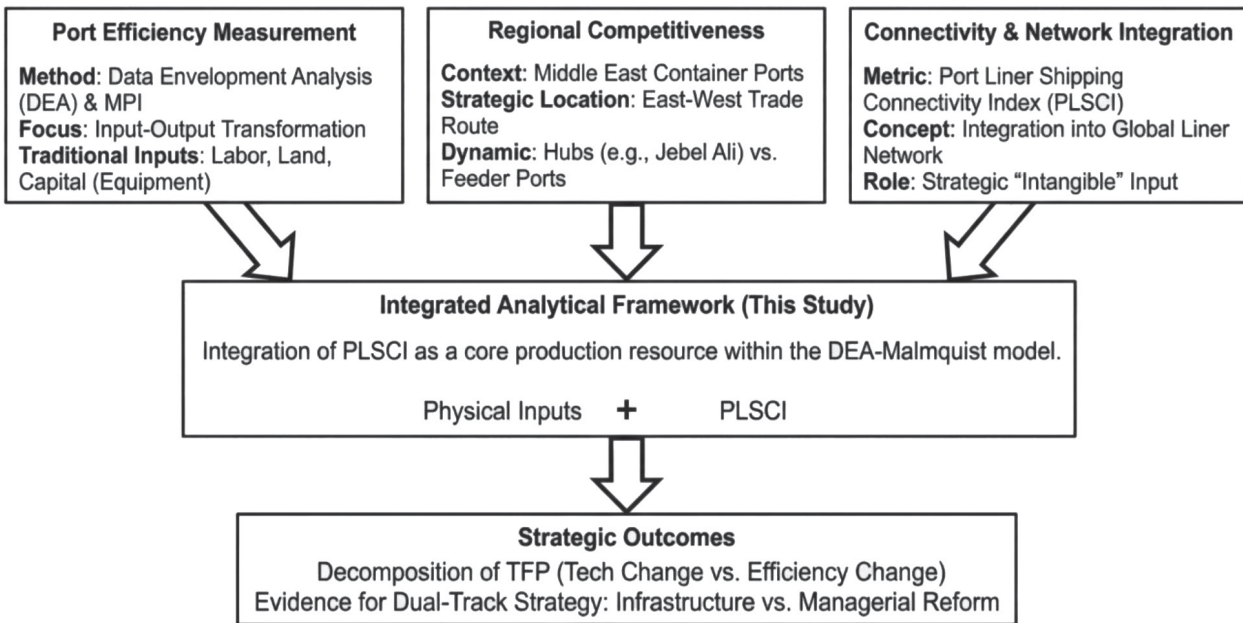 Port Efficiency Measurement
Method: Data Envelopment Analysis
(DEA) & MPI
Focus: Input-Output Transformation
Traditional Inputs: Labor, Land,
Capital (Equipment)
Regional Competitiveness
Context: Middle East Container Ports
Strategic Location: East-West Trade
Route
Dynamic: Hubs (e.g., Jebel Ali) vs.
Feeder Ports
Connectivity & Network Integration
Metric: Port Liner Shipping
Connectivity Index (PLSCI)
Concept: Integration into Global Liner
Network
Role: Strategic “Intangible” Input
Integrated Analytical Framework (This Study)
Integration of PLSCI as a core production resource within the DEA-Malmquist model.
Physical Inputs + PLSCI
Strategic Outcomes
Decomposition of TFP (Tech Change vs. Efficiency Change)
Evidence for Dual-Track Strategy: Infrastructure vs. Managerial Reform